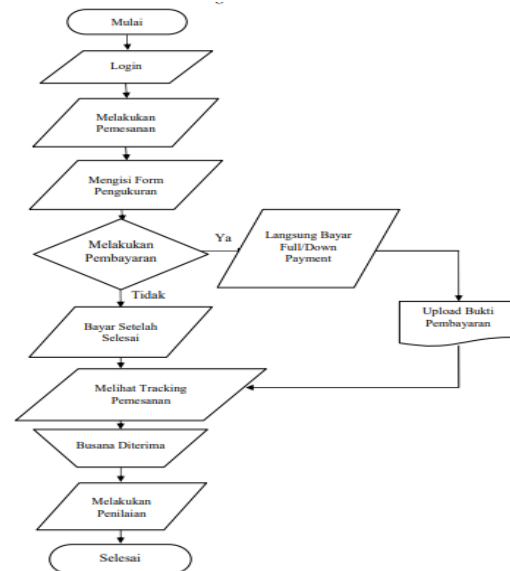 Mulai
Login
Melakukan
Pemesanan
Mengisi Form
Pengukuran
Melakukan
Pembayaran
Ya
Langsung Bayar
Full/Down
Payment
Tidak
Upload Bukti
Pembayaran
Bayar Setelah
Selesai
Melihat Tracking
Pemesanan
Busana Diterima
Melakukan
Penilaian
Selesai